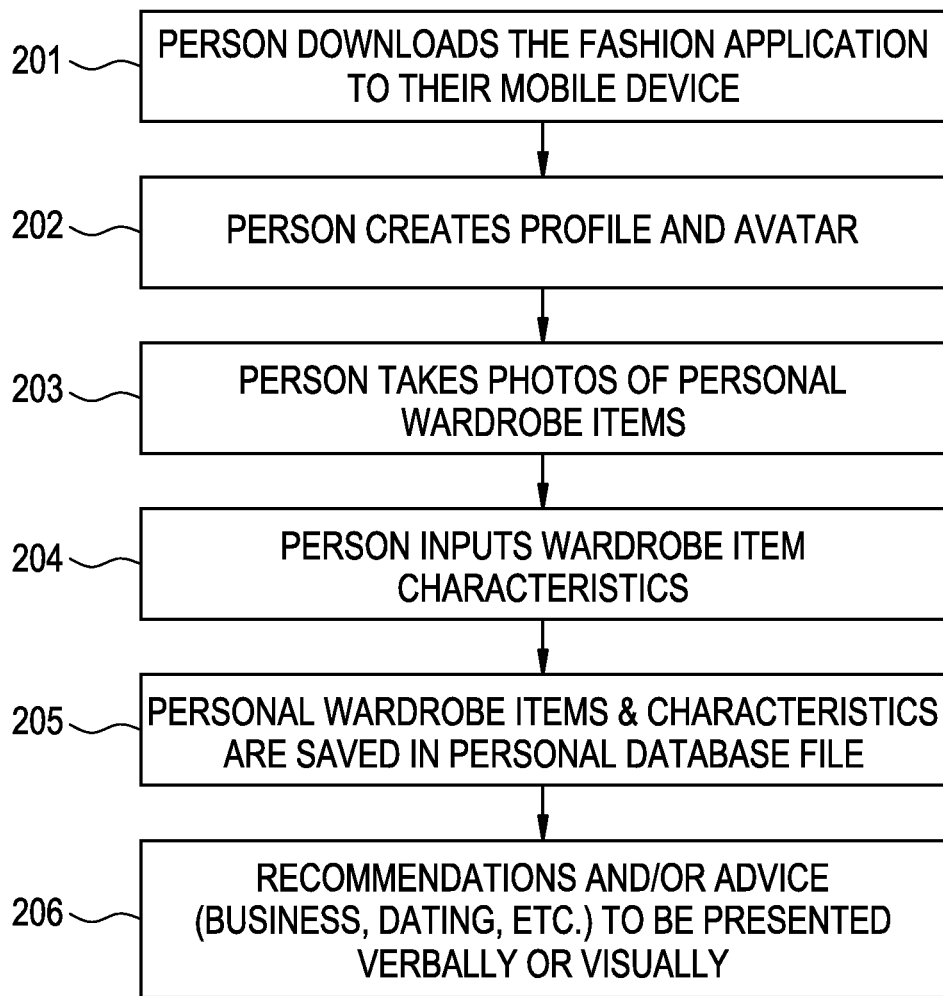 201
PERSON DOWNLOADS THE FASHION APPLICATION
TO THEIR MOBILE DEVICE
202
PERSON CREATES PROFILE AND AVATAR
203
PERSON TAKES PHOTOS OF PERSONAL
WARDROBE ITEMS
204
PERSON INPUTS WARDROBE ITEM
CHARACTERISTICS
205
PERSONAL WARDROBE ITEMS & CHARACTERISTICS
ARE SAVED IN PERSONAL DATABASE FILE
206
RECOMMENDATIONS AND/OR ADVICE
(BUSINESS, DATING, ETC.) TO BE PRESENTED
VERBALLY OR VISUALLY